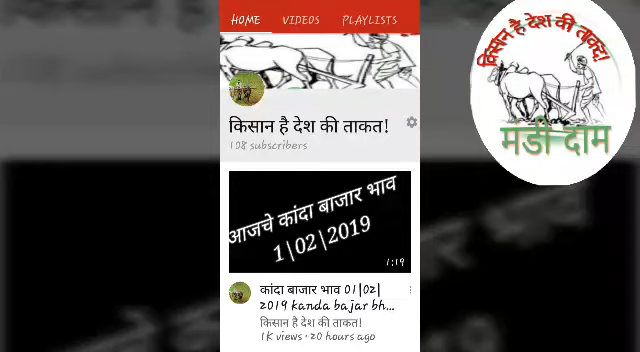 HOME VIDEOS PLAYLISTS
किसान है देश की ताकत!
108 subscribers
आजचे कांदा बाजार भाव
1|02|2019
1:19
कांदा बाजार भाव 01|02|
2019 kanda bajar bh...
किसान है देश की ताकत!
1K views · 20 hours ago
किसान है देश की ताकद!
मंडी दाम